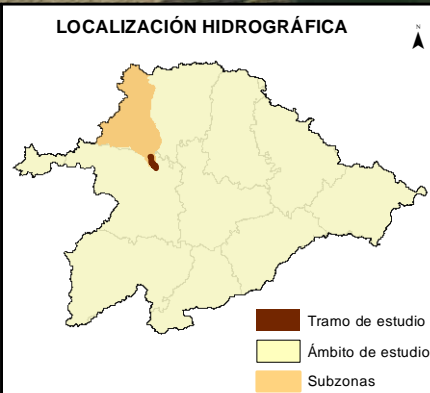 LOCALIZACIÓN HIDROGRÁFICA
N
Tramo de estudio
Ámbito de estudio
Subzonas